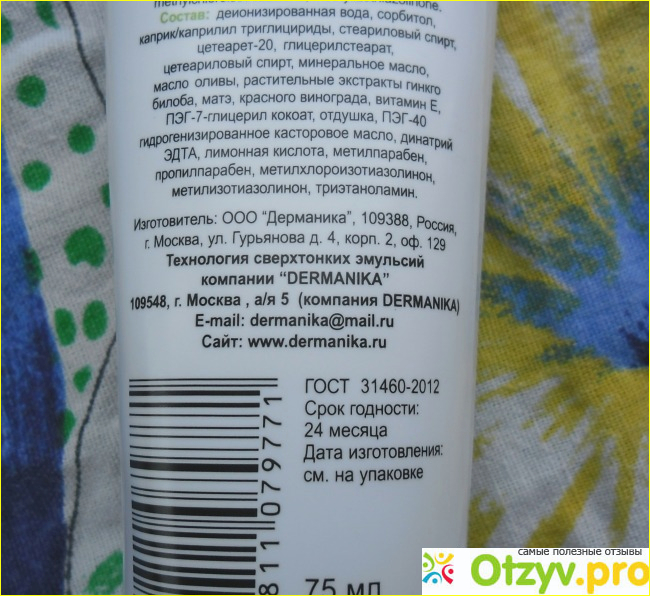 Состав: деионизированная вода, сорбитол,
каприк/каприлил триглицириды, стеариловый спирт,
цетеарет-20, глицерилстеарат,
цетеариловый спирт, минеральное масло,
масло оливы, растительные экстракты гинкго
билоба, матэ, красного винограда, витамин Е,
ПЭГ-7-глицерил кокоат, отдушка, ПЭГ-40
гидрогенизированное касторовое масло, динатрий
ЭДТА, лимонная кислота, метилпарабен,
пропилпарабен, метилхлороизотиазолинон,
метилизотиазолинон, триэтаноламин.
Изготовитель: ООО "Дерманика", 109388, Россия,
г. Москва, ул. Гурьянова д. 4, корп. 2, оф. 129
Технология сверхтонких эмульсий
компании "DERMANIKA"
109548, г. Москва , а/я 5 (компания DERMANIKA)
E-mail: dermanika@mail.ru
Сайт: www.dermanika.ru
ГОСТ 31460-2012
Срок годности:
24 месяца
Дата изготовления:
см. на упаковке
811079771
75 мл
самые полезные отзывы
Otzyv.pro